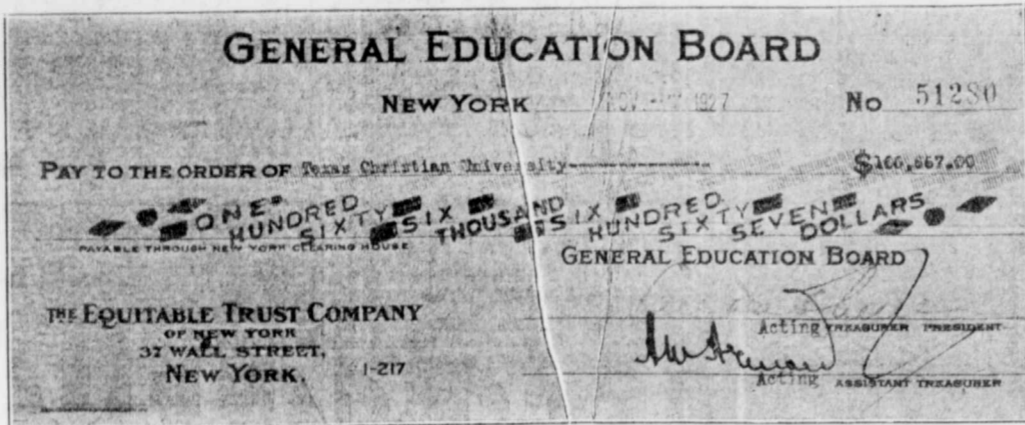 GENERAL EDUCATION BOARD
NEW YORK NOV 1927 No 51280
PAY TO THE ORDER OF Texas Christian University $166,667.00
ONE HUNDRED SIXTY SIX THOUSAND SIX HUNDRED SIXTY SEVEN DOLLARS
PAYABLE THROUGH NEW YORK CLEARING HOUSE
GENERAL EDUCATION BOARD
THE EQUITABLE TRUST COMPANY
OF NEW YORK
37 WALL STREET,
NEW YORK. 1-217
Acting TREASURER PRESIDENT
Acting ASSISTANT TREASURER